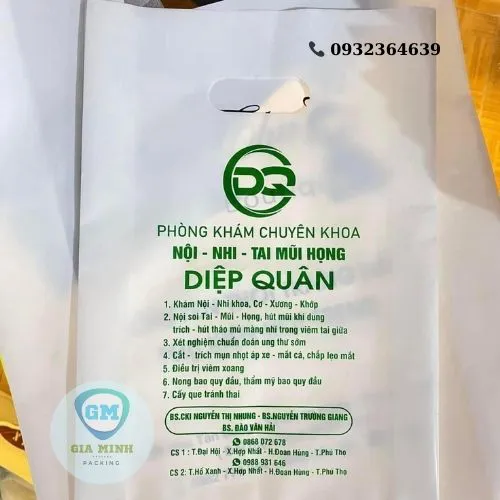 0932364639
DQ
PHÒNG KHÁM CHUYÊN KHOA
NỘI - NHI - TAI MŨI HỌNG
DIỆP QUÂN
1. Khám Nội - Nhi khoa, Cơ - Xương - Khớp
2. Nội soi Tai - Mũi - Họng, hút mũi khí dung
trích - hút tháo mủ màng nhĩ trong viêm tai giữa
3. Xét nghiệm chuẩn đoán ung thư sớm
4. Cắt - trích mụn nhọt áp xe - mắt cá, chắp lẹo mắt
5. Điều trị viêm xoang
6. Nong bao quy đầu, thẩm mỹ bao quy đầu
7. Cấy que tránh thai
BS.CKI NGUYỄN THỊ NHUNG - BS.NGUYỄN TRƯỜNG GIANG
BS. ĐÀO VĂN HẢI
0868 072 678
CS 1 : T.Đại Hội - X.Hợp Nhất - H.Đoan Hùng - T.Phú Thọ
0988 931 646
CS 2: T.Hố Xanh - X.Hợp Nhất - H.Đoan Hùng - T.Phú Thọ
GM
GIA MINH
PACKING